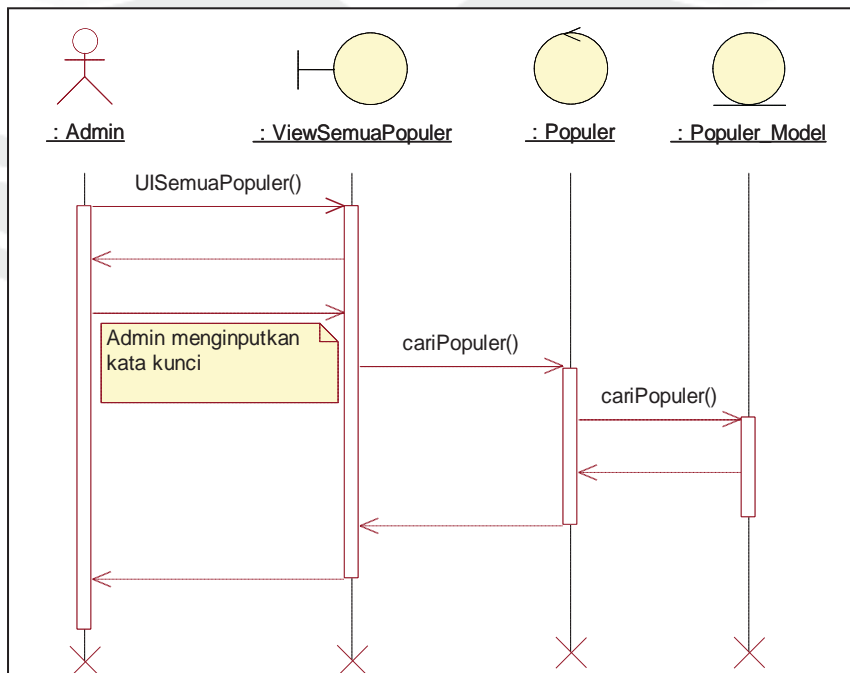 : Admin
: ViewSemuaPopuler
: Populer
: Populer_Model
UISemuaPopuler()
Admin menginputkan
kata kunci
cariPopuler()
cariPopuler()